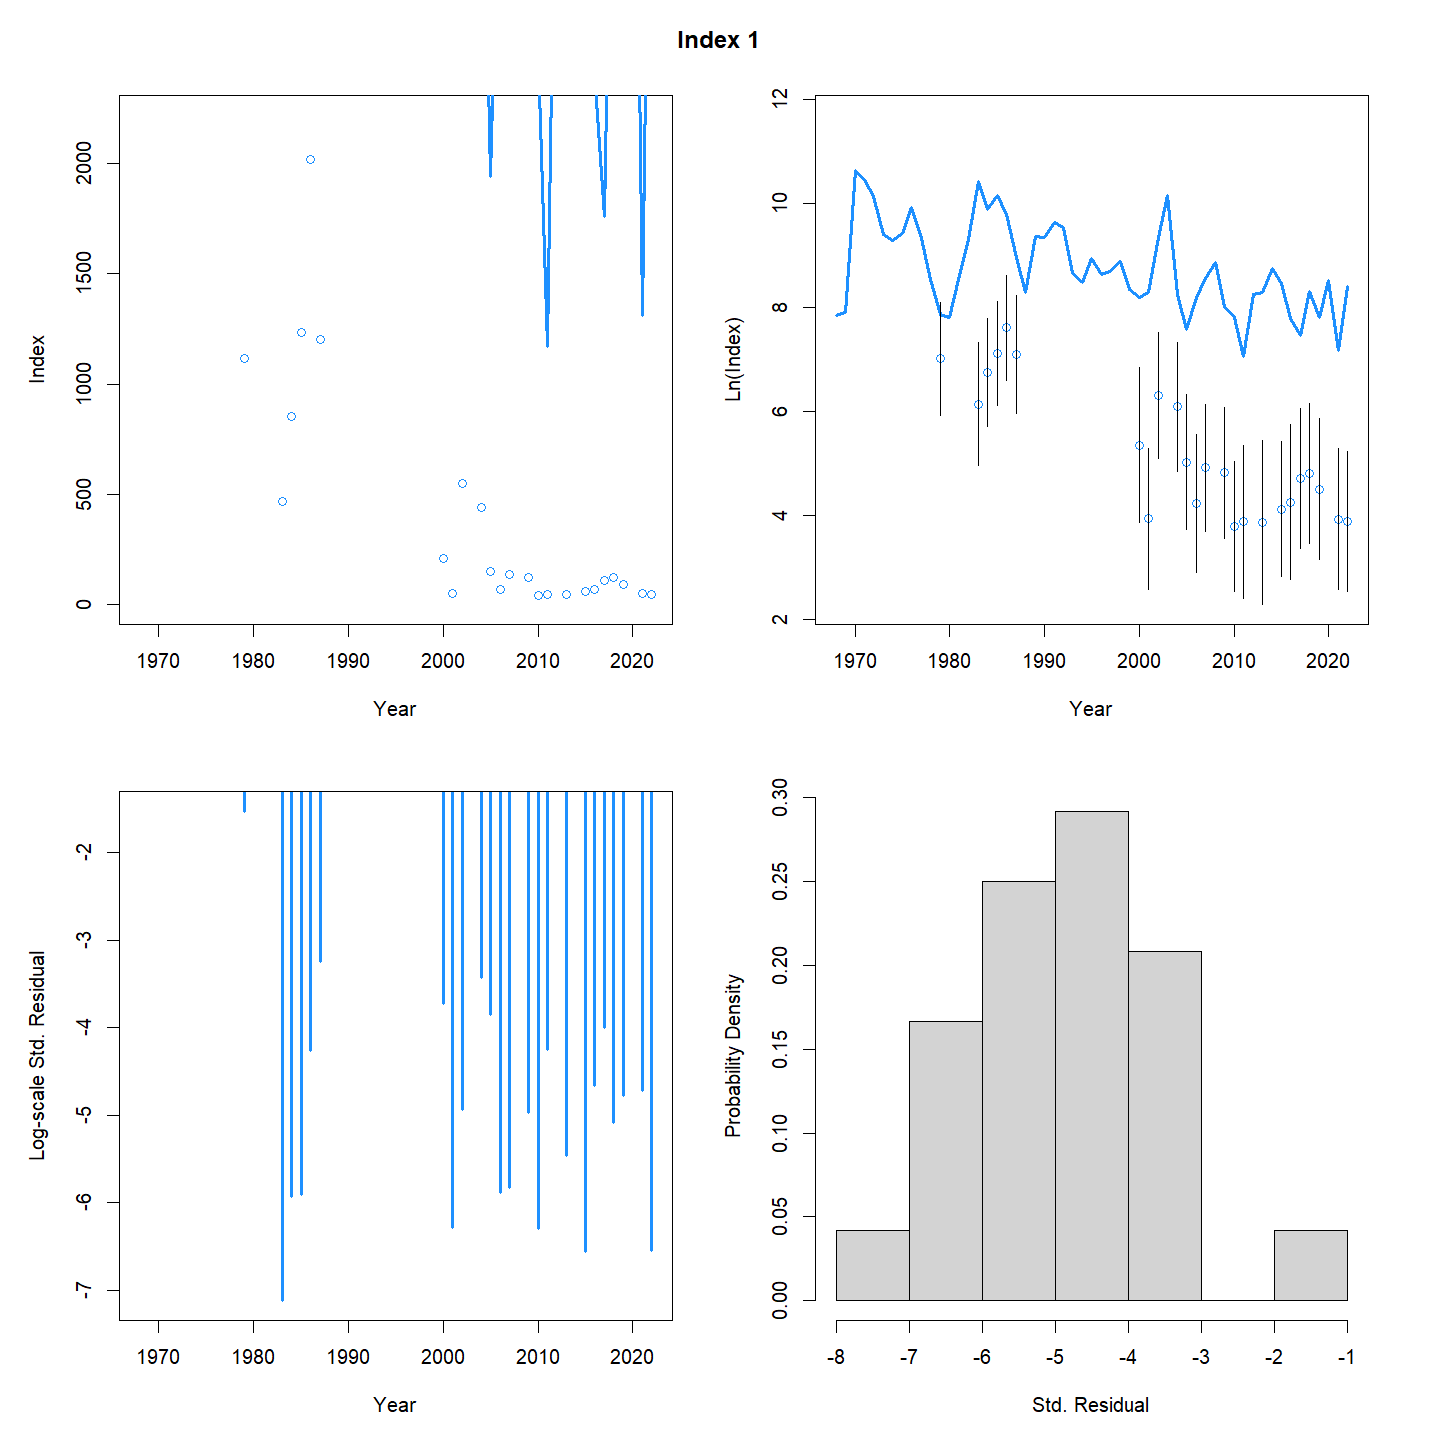 Index 1
Index
2000
1500
1000
500
0
1970 1980 1990 2000 2010 2020
Year
Ln(Index)
12
10
8
6
4
2
1970 1980 1990 2000 2010 2020
Year
Log-scale Std. Residual
-2
-3
-4
-5
-6
-7
1970 1980 1990 2000 2010 2020
Year
Probability Density
0.30
0.25
0.20
0.15
0.10
0.05
0.00
-8 -7 -6 -5 -4 -3 -2 -1
Std. Residual